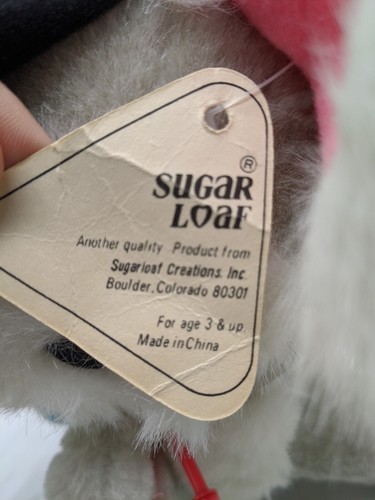 ®
SUGAR
LOAF
Another quality Product from
Sugarloaf Creations. Inc.
Boulder, Colorado 80301
For age 3 & up.
Made in China